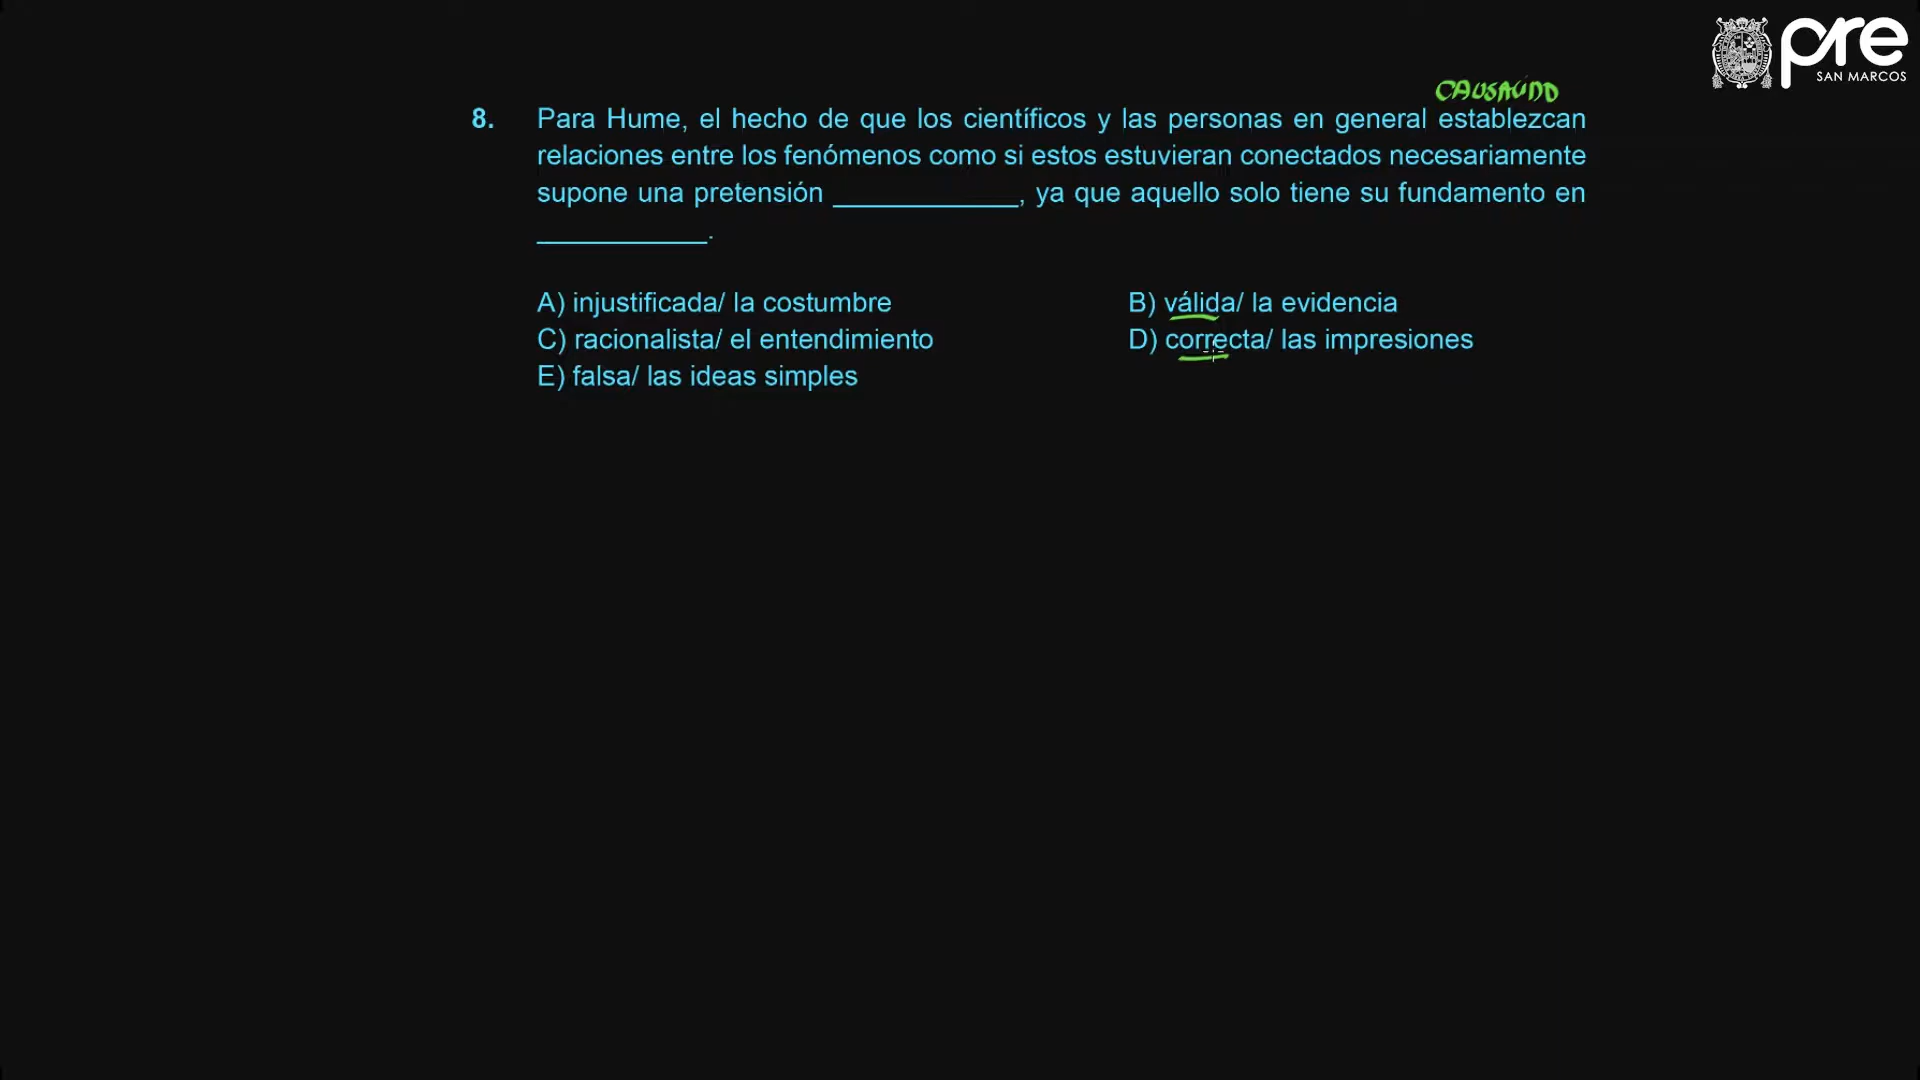 pre
SAN MARCOS
8. Para Hume, el hecho de que los científicos y las personas en general establezcan
relaciones entre los fenómenos como si estos estuvieran conectados necesariamente
supone una pretensión ____________, ya que aquello solo tiene su fundamento en
___________.
A) injustificada/ la costumbre
B) válida/ la evidencia
C) racionalista/ el entendimiento
D) correcta/ las impresiones
E) falsa/ las ideas simples